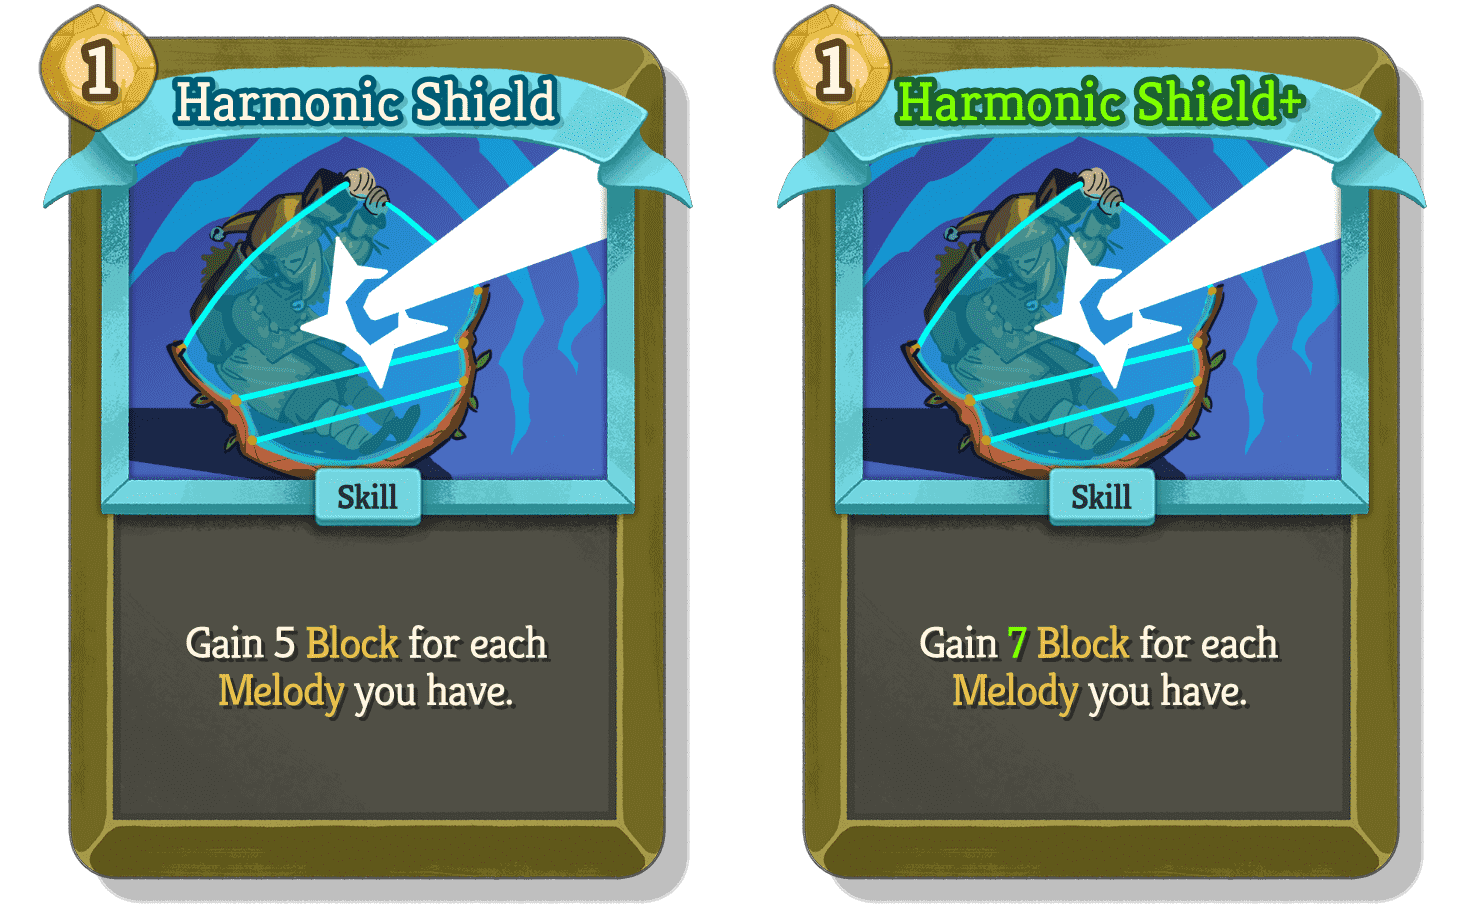 1
Harmonic Shield
Skill
Gain 5 Block for each
Melody you have.
1
Harmonic Shield+
Skill
Gain 7 Block for each
Melody you have.